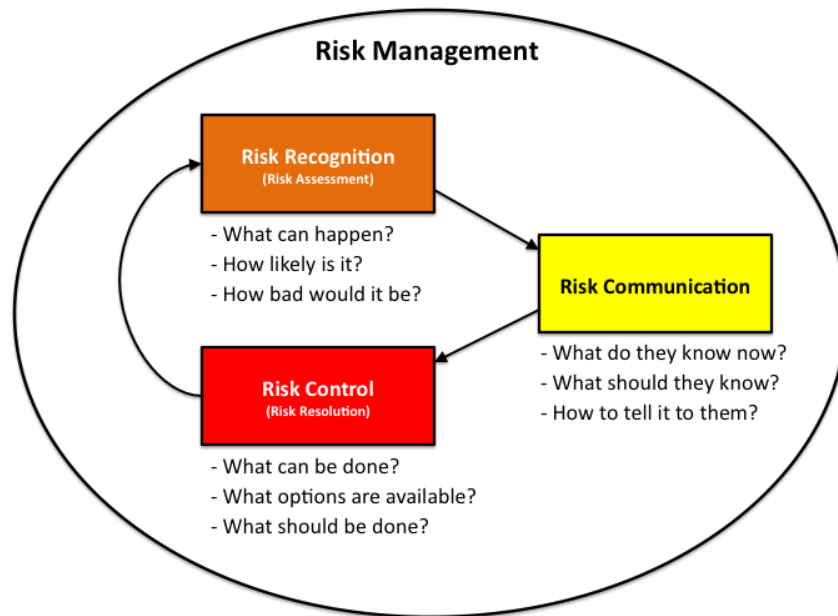 Risk Management
Risk Recognition
(Risk Assessment)
- What can happen?
- How likely is it?
- How bad would it be?
Risk Communication
- What do they know now?
- What should they know?
- How to tell it to them?
Risk Control
(Risk Resolution)
- What can be done?
- What options are available?
- What should be done?